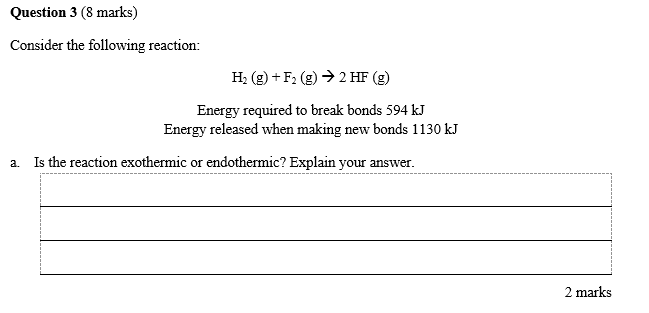 Question 3 (8 marks)
Consider the following reaction:
H₂ (g) + F₂ (g) → 2 HF (g)
Energy required to break bonds 594 kJ
Energy released when making new bonds 1130 kJ
a. Is the reaction exothermic or endothermic? Explain your answer.
2 marks